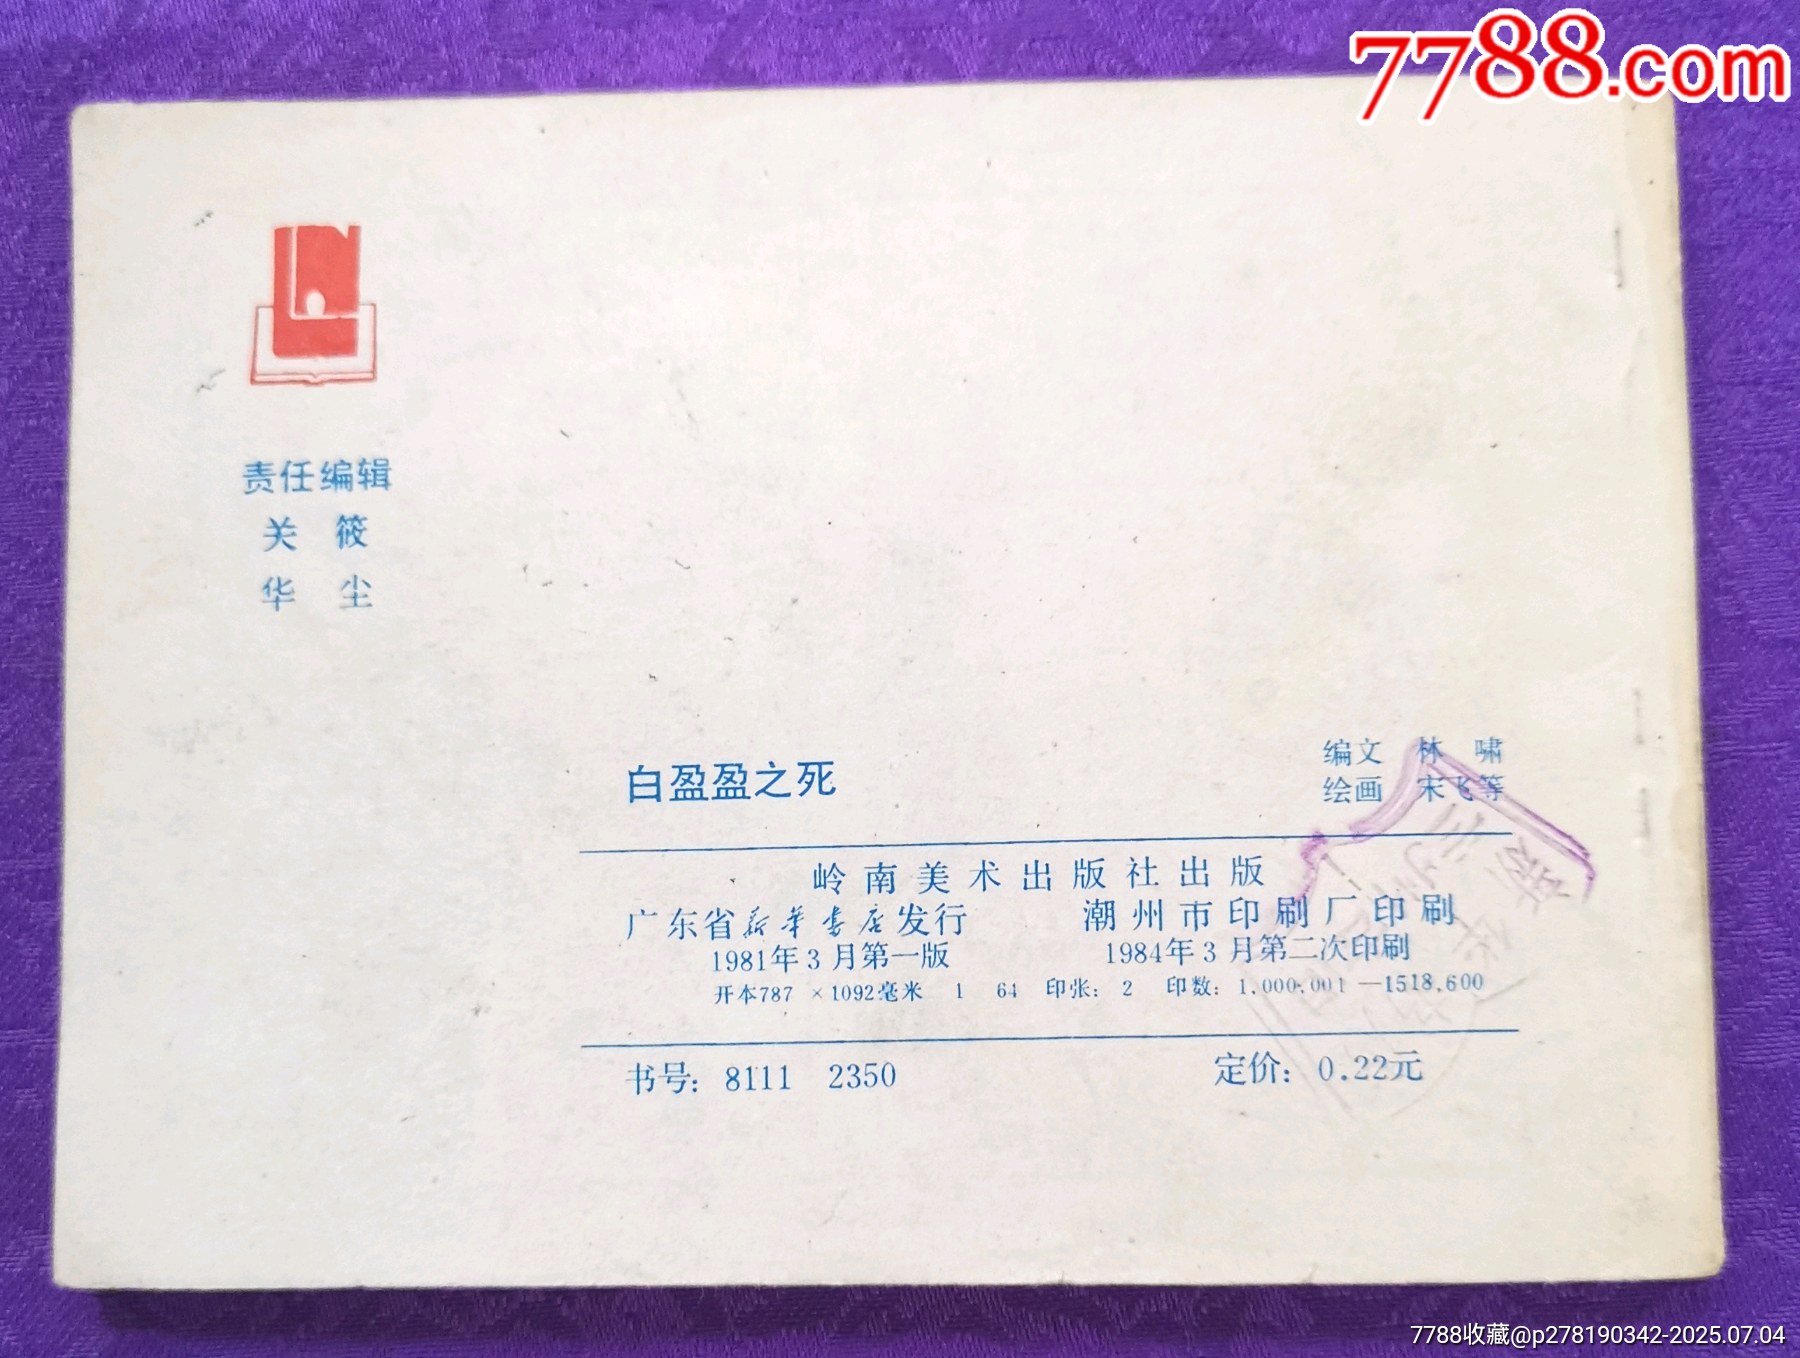 7788.com
责任编辑
关 筱
华 尘
白盈盈之死
编文 林 啸
绘画 宋飞等
岭南美术出版社出版
广东省新华书店发行 潮州市印刷厂印刷
1981年3月第一版 1984年3月第二次印刷
开本787 ×1092毫米 1 64 印张: 2 印数: 1,000,001 —1518,600
书号: 8111 2350 定价: 0.22元
7788收藏@p278190342-2025.07.04